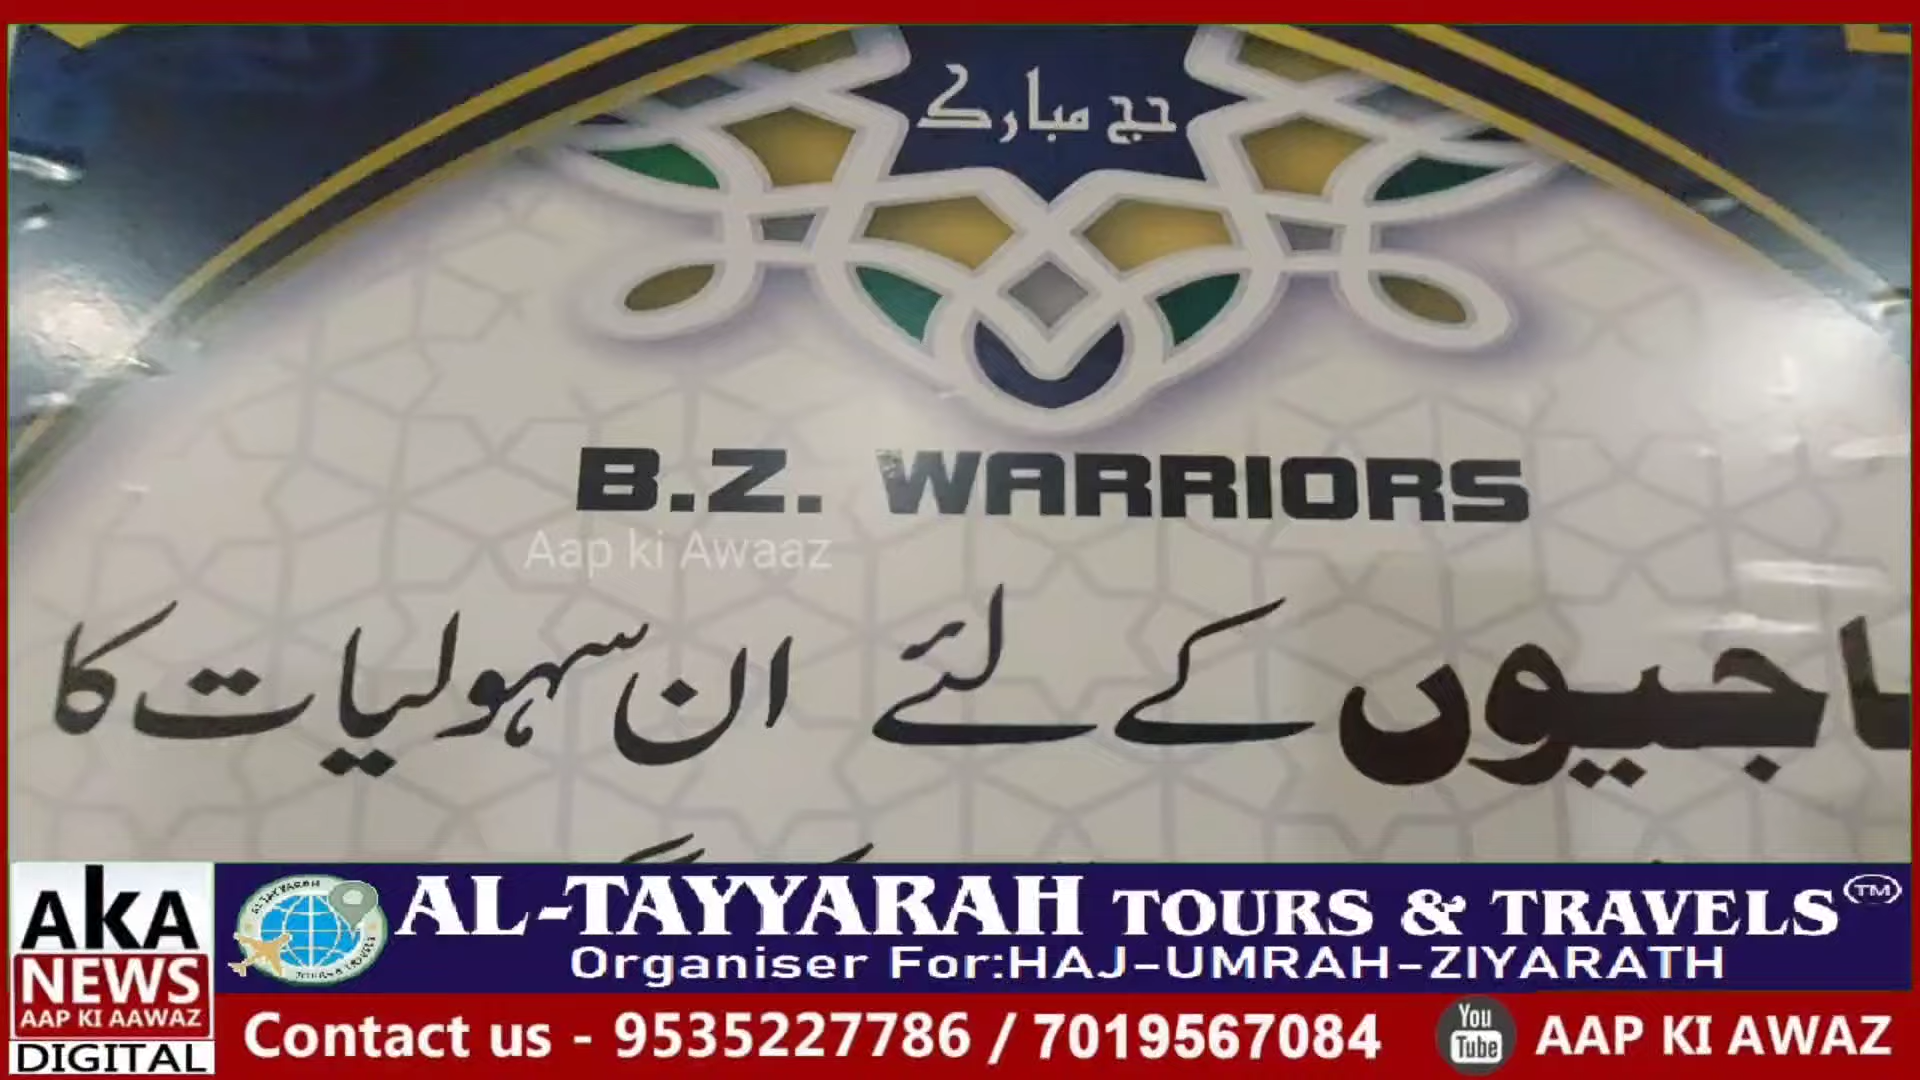 حج مبارک
B.Z. WARRIORS
Aap ki Awaaz
اجیوں کے لئے ان سہولیات کا
AKA
NEWS
AAP KI AAWAZ
DIGITAL
AL-TAYYARAH TOURS & TRAVELS TM
Organiser For:HAJ-UMRAH-ZIYARATH
Contact us - 9535227786 / 7019567084
You
Tube
AAP KI AWAZ